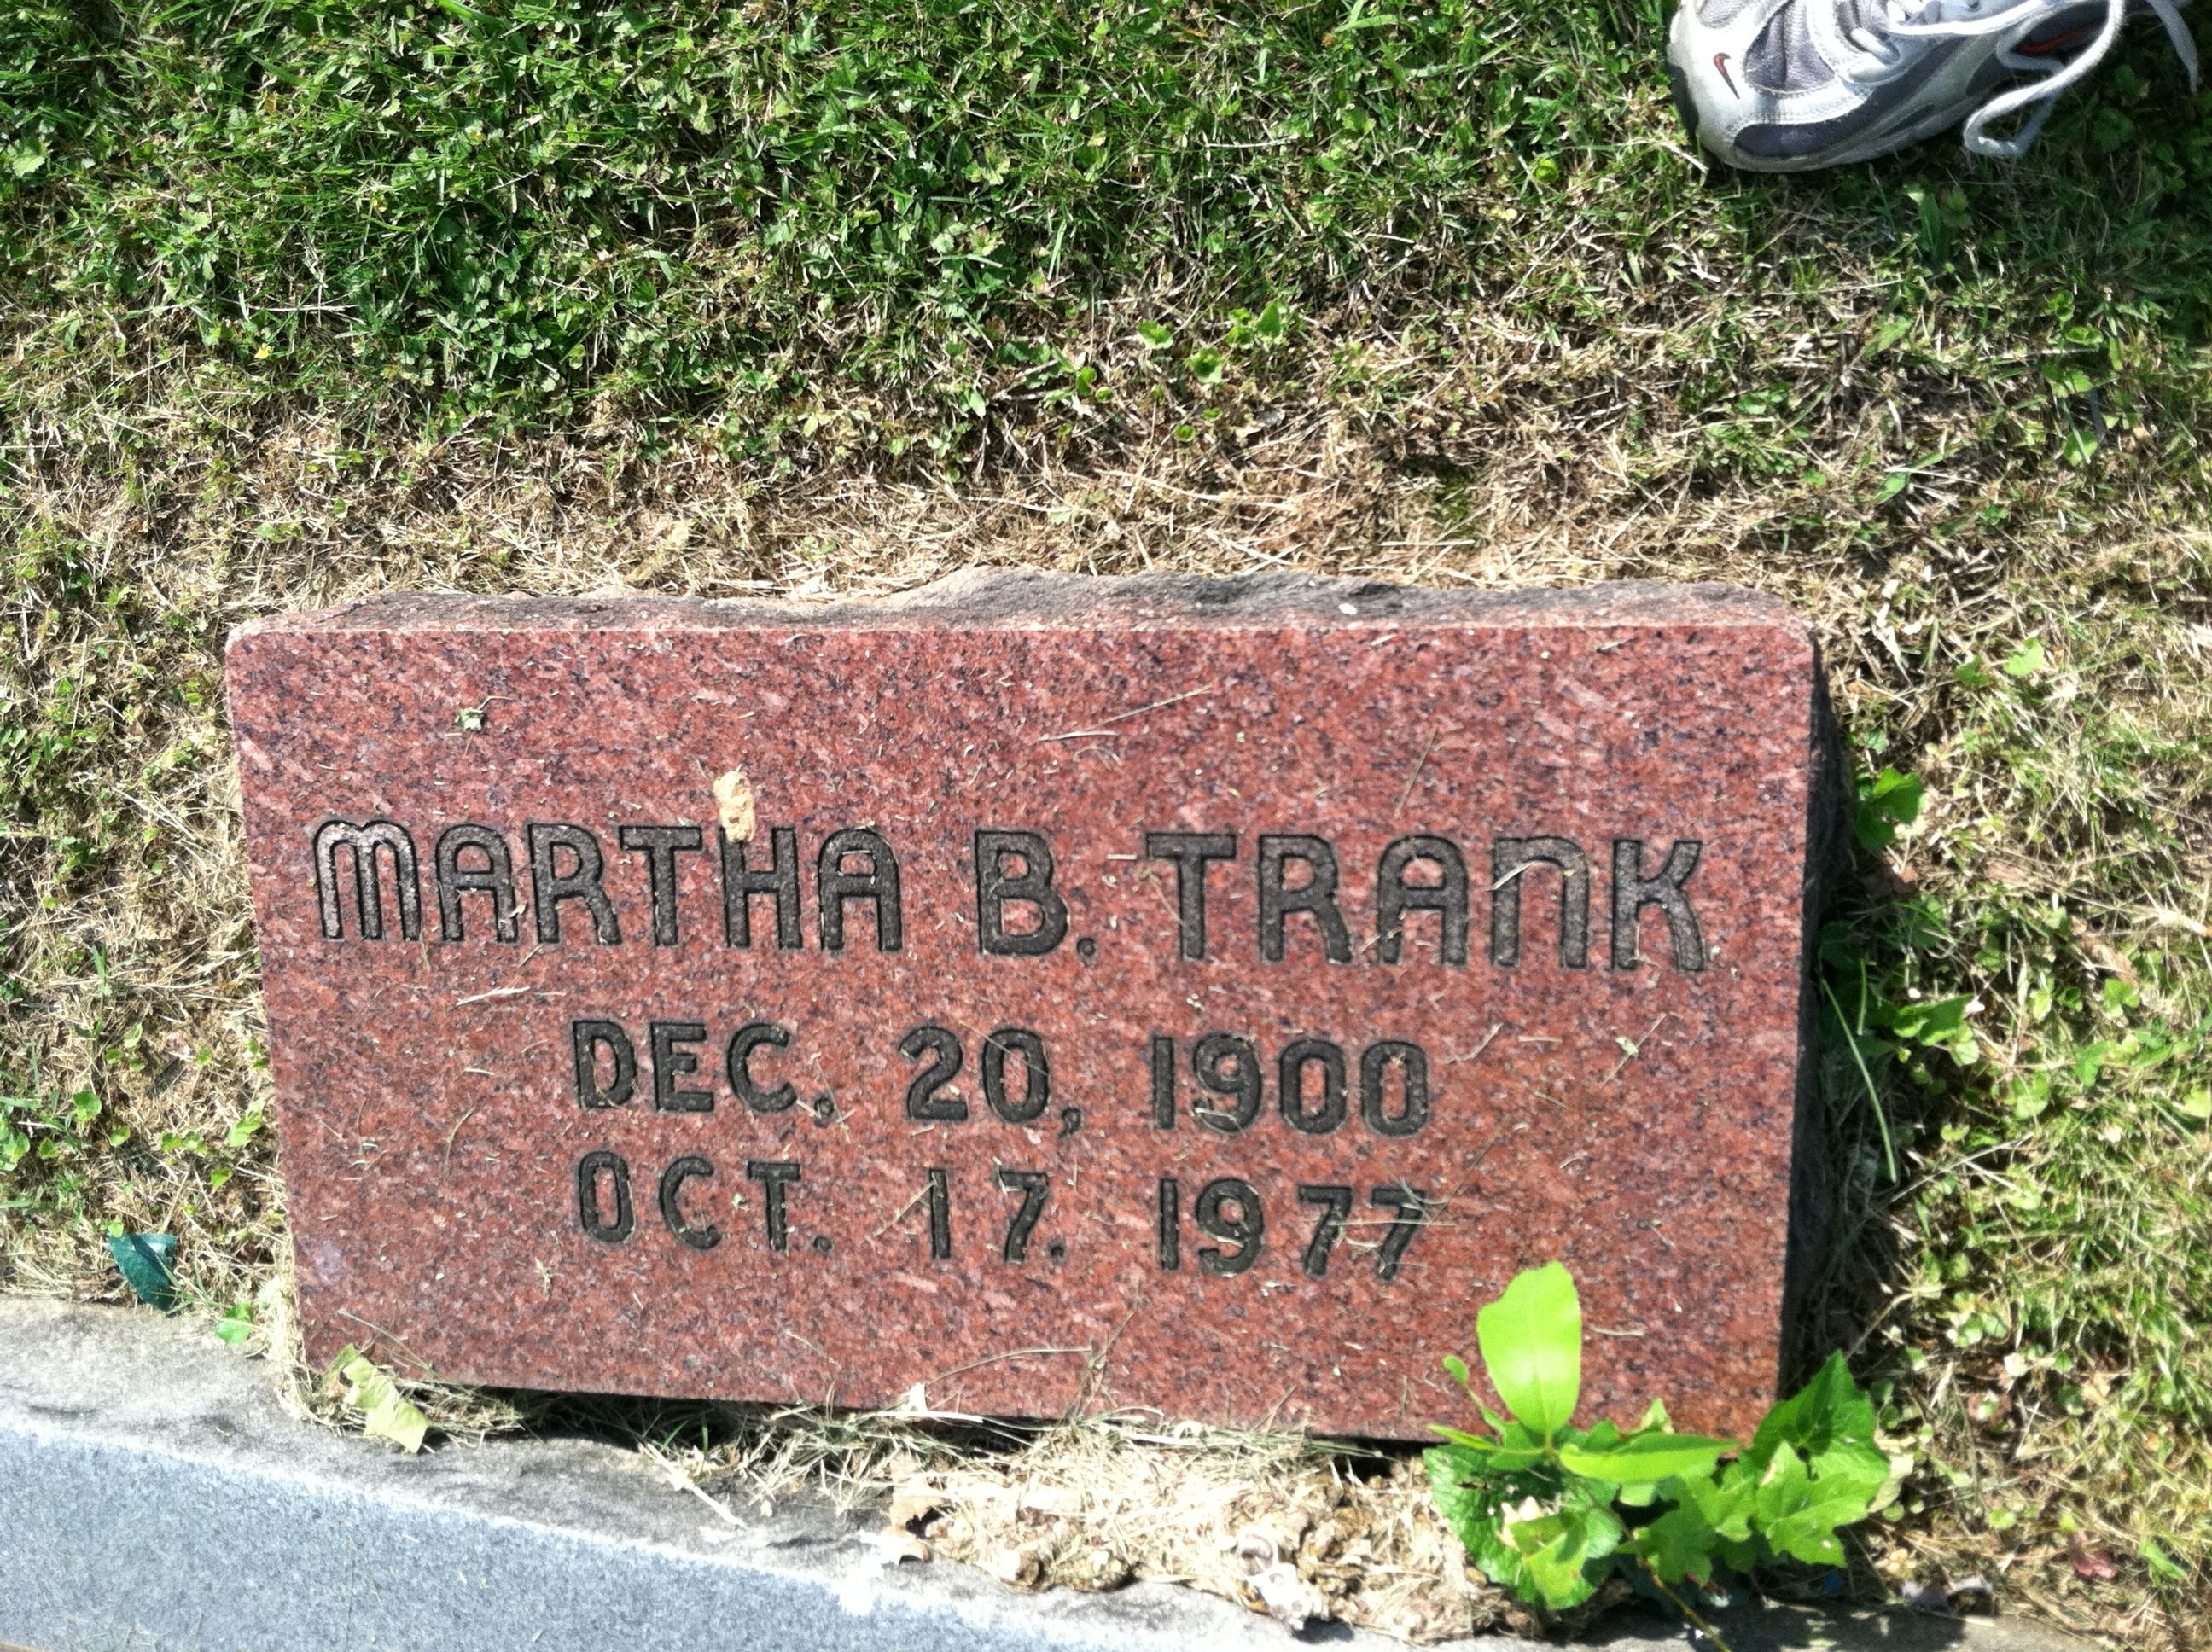 MARTHA B. TRANK
DEC. 20, 1900
OCT. 17. 1977